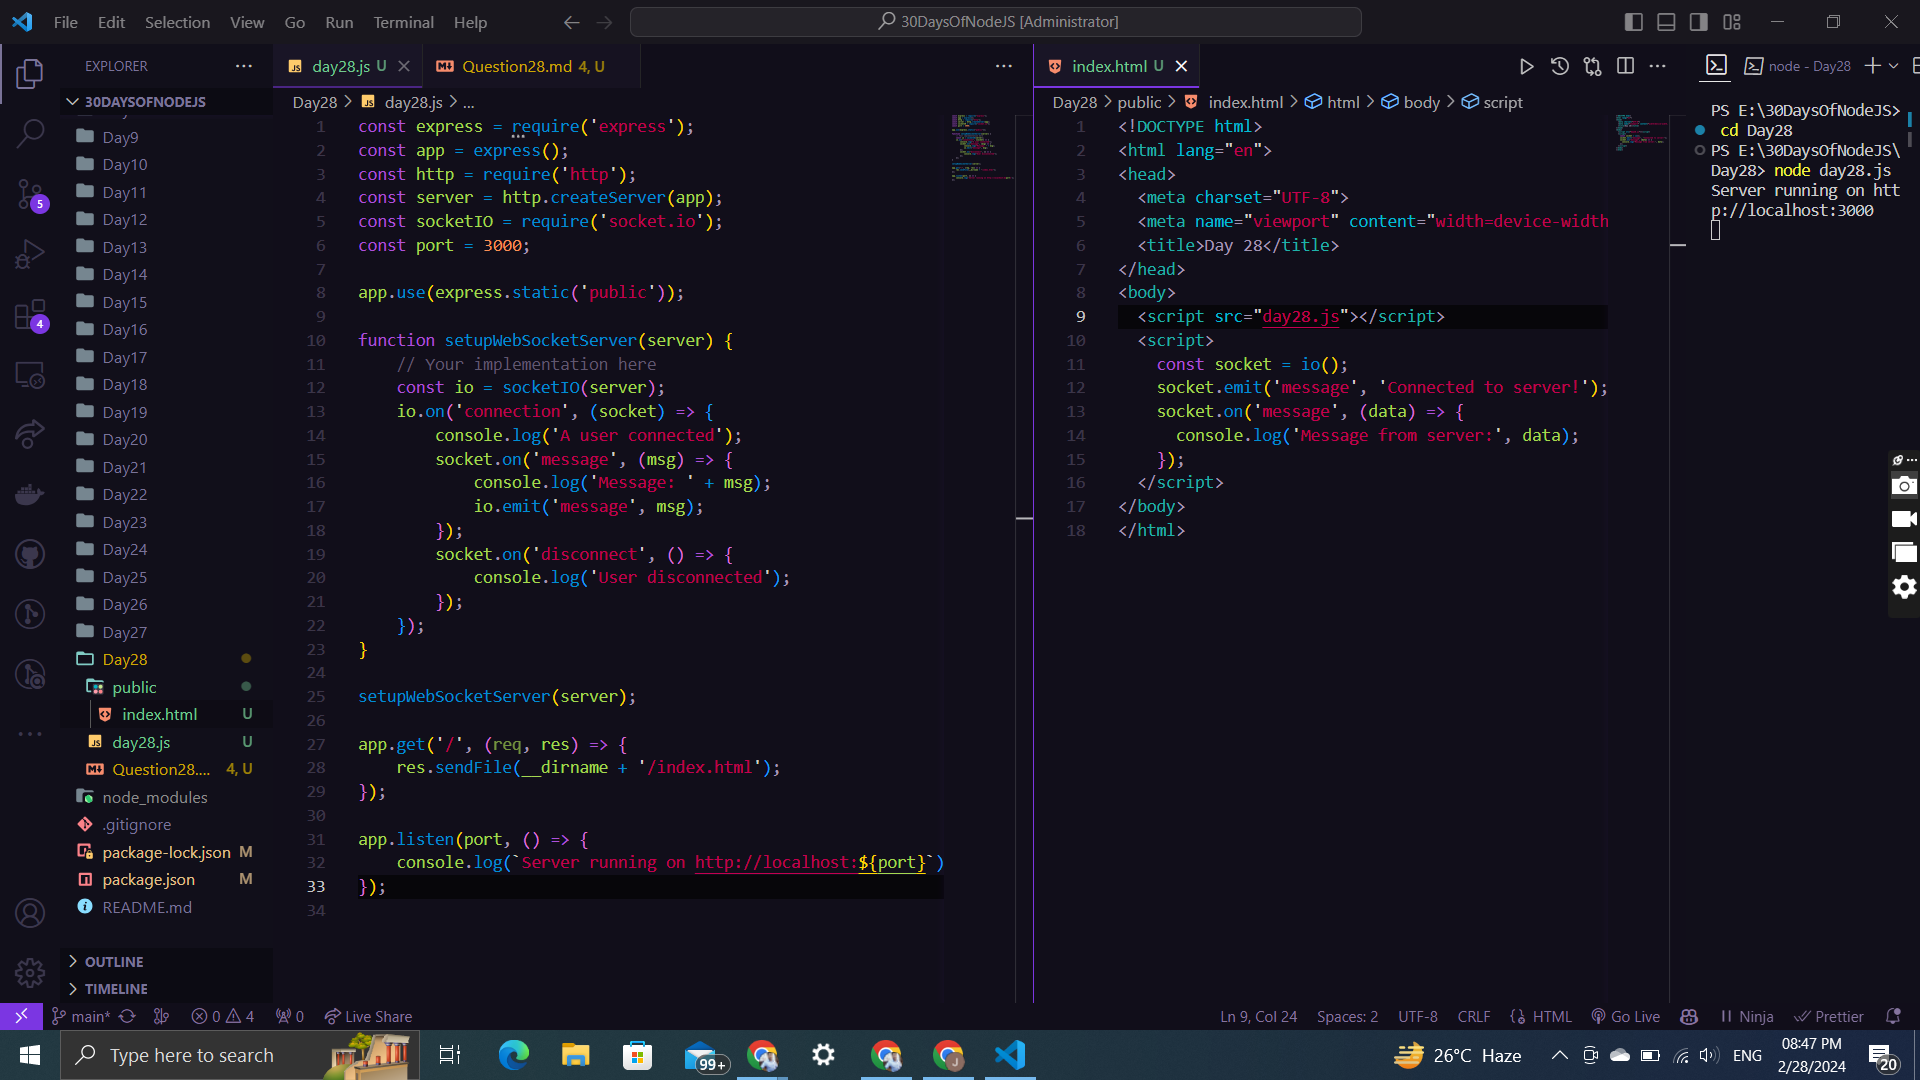 File Edit Selection View Go Run Terminal Help
30DaysOfNodeJS [Administrator]
EXPLORER
30DAYSOFNODEJS
Day9
Day10
Day11
Day12
Day13
Day14
Day15
Day16
Day17
Day18
Day19
Day20
Day21
Day22
Day23
Day24
Day25
Day26
Day27
Day28
public
index.html U
day28.js U
Question28.... 4, U
node_modules
.gitignore
package-lock.json M
package.json M
README.md
OUTLINE
TIMELINE
5
4
day28.js U
Question28.md 4, U
Day28 > day28.js > ...
1 const express = require('express');
2 const app = express();
3 const http = require('http');
4 const server = http.createServer(app);
5 const socketIO = require('socket.io');
6 const port = 3000;
7
8 app.use(express.static('public'));
9
10 function setupWebSocketServer(server) {
11 // Your implementation here
12 const io = socketIO(server);
13 io.on('connection', (socket) => {
14 console.log('A user connected');
15 socket.on('message', (msg) => {
16 console.log('Message: ' + msg);
17 io.emit('message', msg);
18 });
19 socket.on('disconnect', () => {
20 console.log('User disconnected');
21 });
22 });
23 }
24
25 setupWebSocketServer(server);
26
27 app.get('/', (req, res) => {
28 res.sendFile(__dirname + '/index.html');
29 });
30
31 app.listen(port, () => {
32 console.log(`Server running on http://localhost:${port}`)
33 });
34
index.html U
Day28 > public > index.html > html > body > script
1 <!DOCTYPE html>
2 <html lang="en">
3 <head>
4 <meta charset="UTF-8">
5 <meta name="viewport" content="width=device-width
6 <title>Day 28</title>
7 </head>
8 <body>
9 <script src="day28.js"></script>
10 <script>
11 const socket = io();
12 socket.emit('message', 'Connected to server!');
13 socket.on('message', (data) => {
14 console.log('Message from server:', data);
15 });
16 </script>
17 </body>
18 </html>
node - Day28
PS E:\30DaysOfNodeJS>
cd Day28
PS E:\30DaysOfNodeJS\
Day28> node day28.js
Server running on htt
p://localhost:3000
main* 0 4 0 Live Share
Ln 9, Col 24 Spaces: 2 UTF-8 CRLF HTML Go Live Ninja Prettier
Type here to search
99+
26°C Haze
ENG
08:47 PM
2/28/2024
20